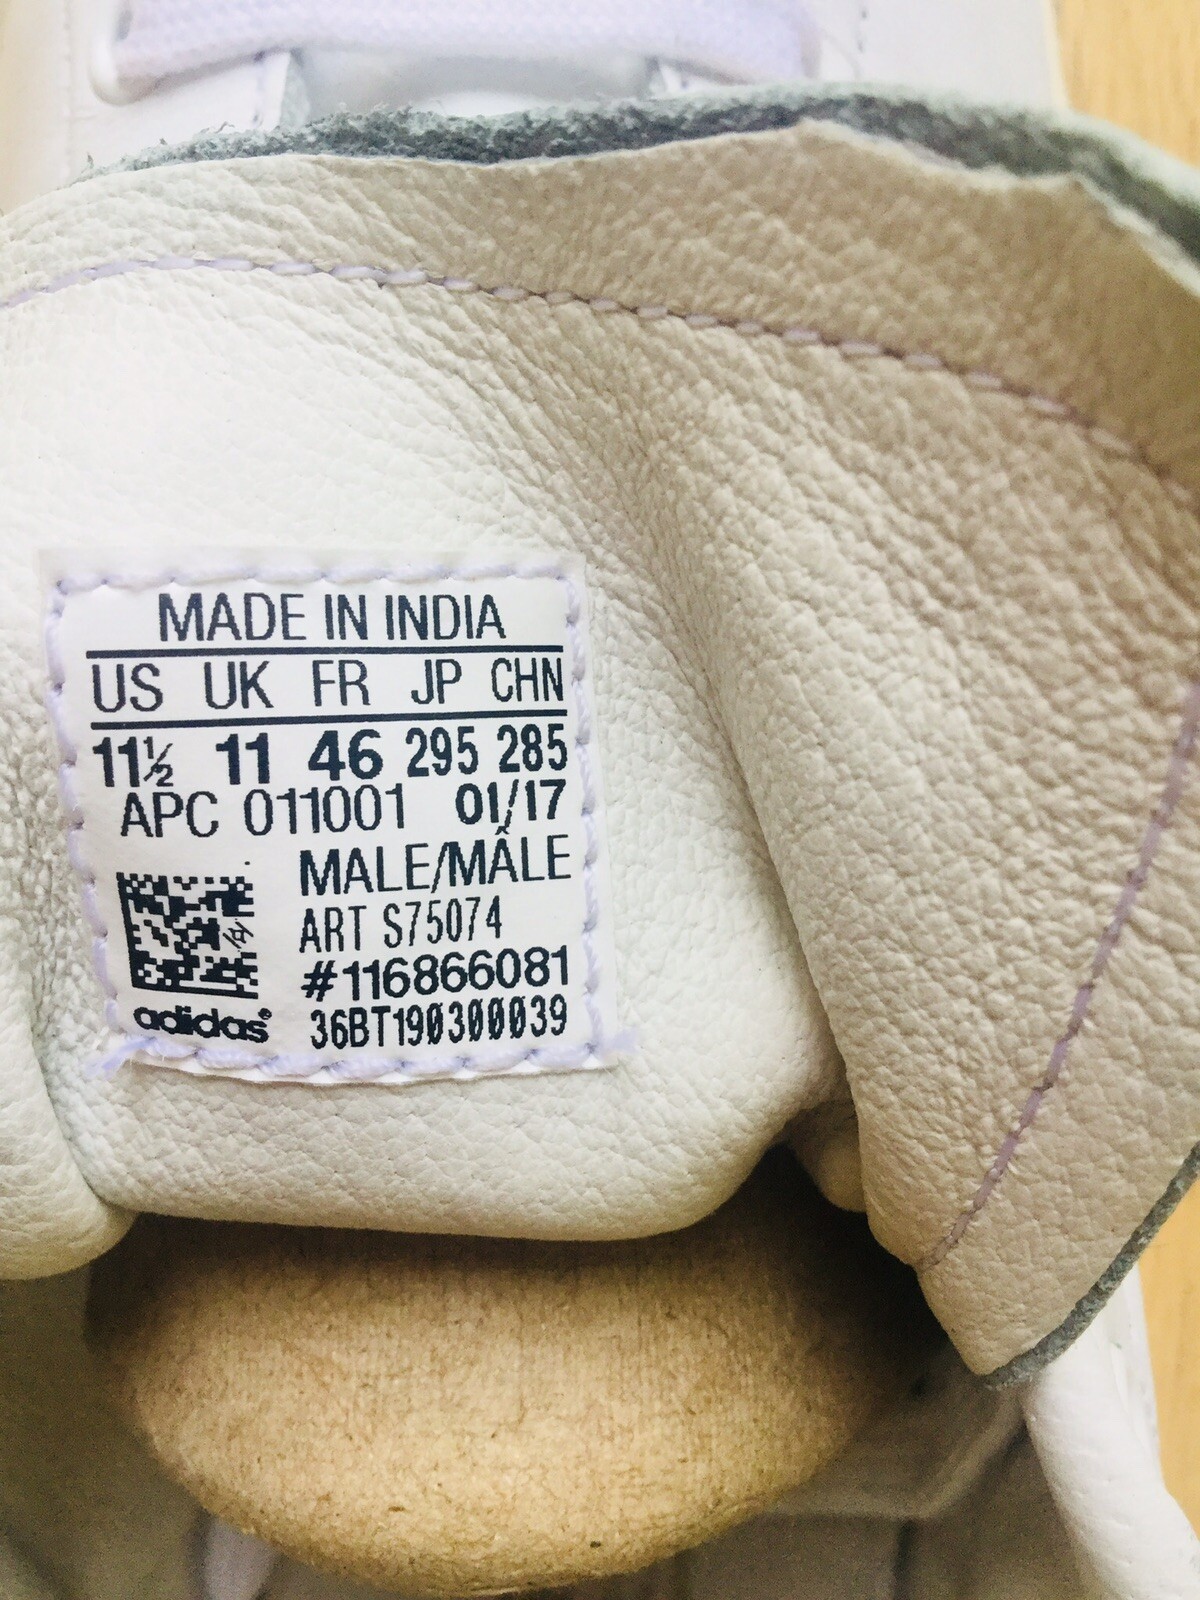 MADE IN INDIA
US UK FR JP CHN
11½ 11 46 295 285
APC 011001 01/17
MALE/MÂLE
ART S75074
#116866081
adidas® 36BT190300039